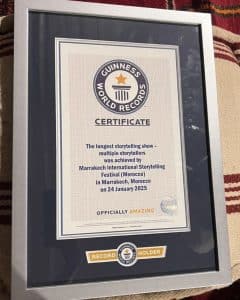 GUINNESS
WORLD RECORDS
CERTIFICATE
The longest storytelling show –
multiple storytellers
was achieved by
Marrakech International Storytelling
Festival (Morocco)
in Marrakech, Morocco
on 24 January 2025
OFFICIALLY AMAZING
RECORD HOLDER